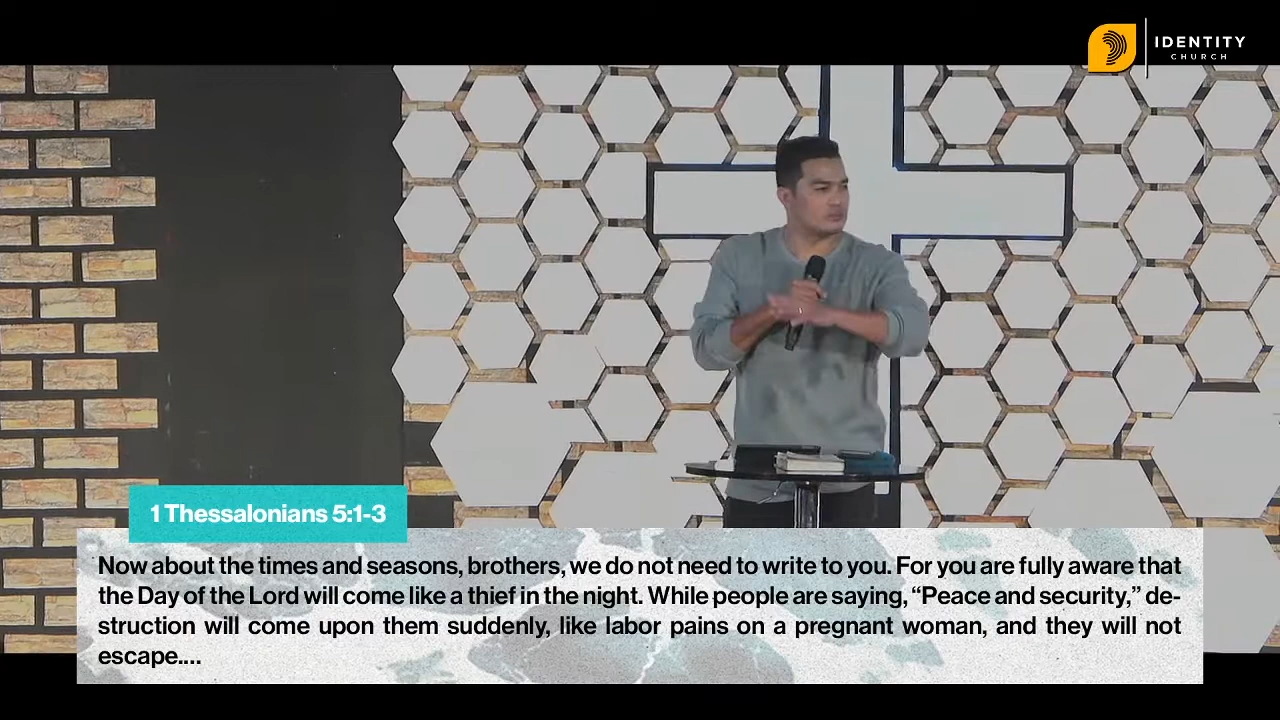 IDENTITY
CHURCH
1 Thessalonians 5:1-3
Now about the times and seasons, brothers, we do not need to write to you. For you are fully aware that
the Day of the Lord will come like a thief in the night. While people are saying, “Peace and security,” de-
struction will come upon them suddenly, like labor pains on a pregnant woman, and they will not
escape....